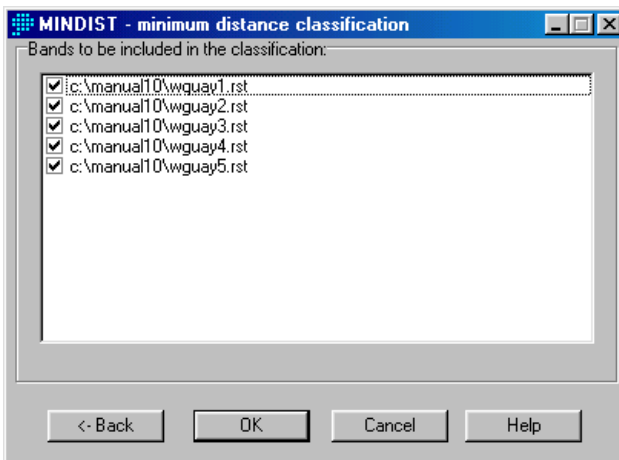 MINDIST - minimum distance classification
Bands to be included in the classification:
c:\manual10\wguay1.rst
c:\manual10\wguay2.rst
c:\manual10\wguay3.rst
c:\manual10\wguay4.rst
c:\manual10\wguay5.rst
<- Back OK Cancel Help